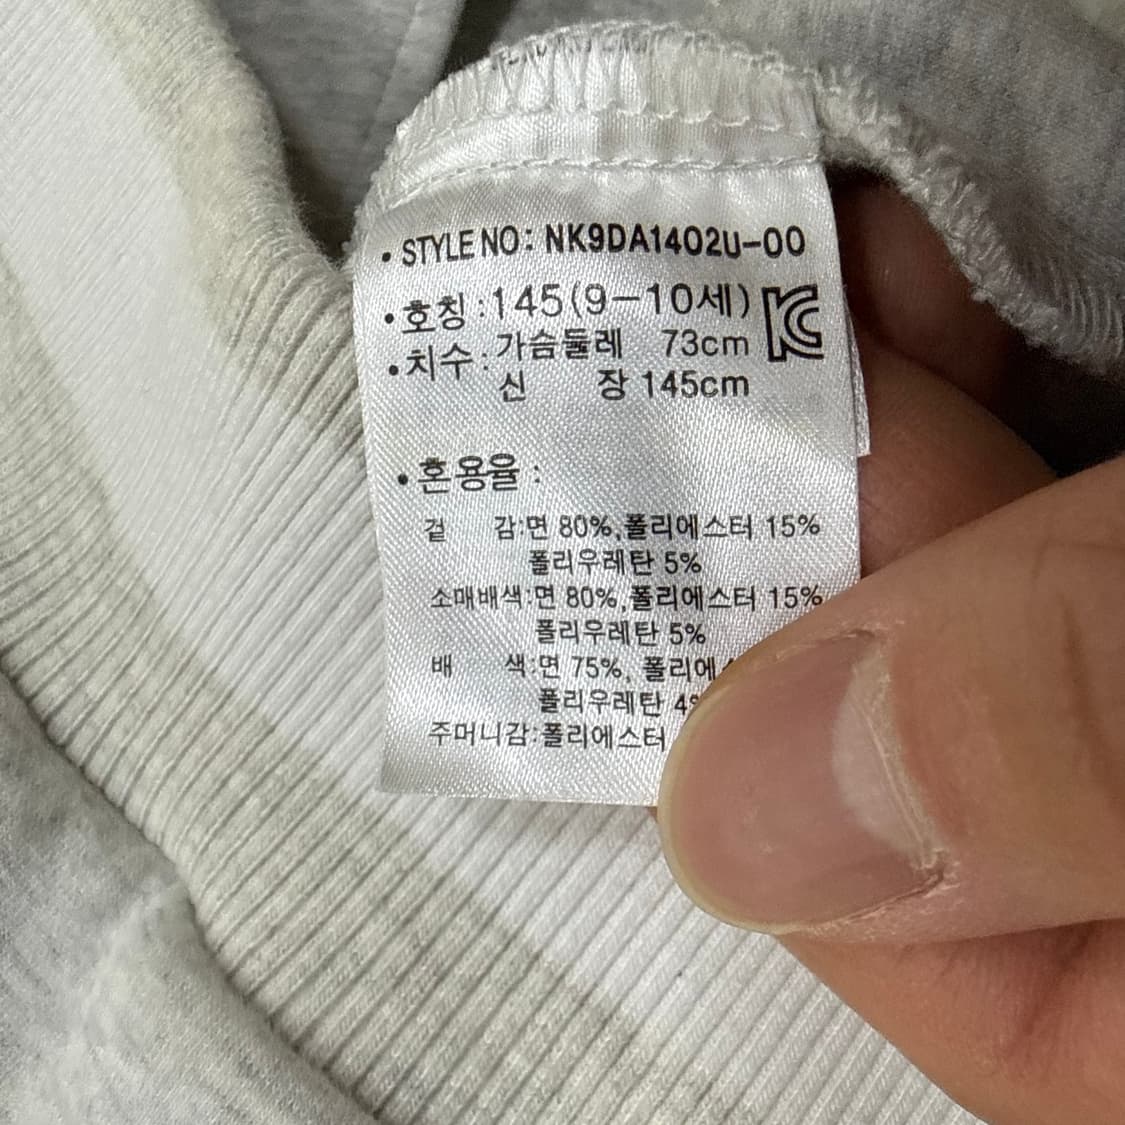 • STYLE NO: NK9DA1402U-00
• 호칭 : 145(9-10세)
• 치수 : 가슴둘레 73cm
신 장 145cm
• 혼용율 :
겉 감:면 80%,폴리에스터 15%
폴리우레탄 5%
소매배색:면 80%,폴리에스터 15%
폴리우레탄 5%
배 색:면 75%, 폴리에
폴리우레탄 4%
주머니감:폴리에스터